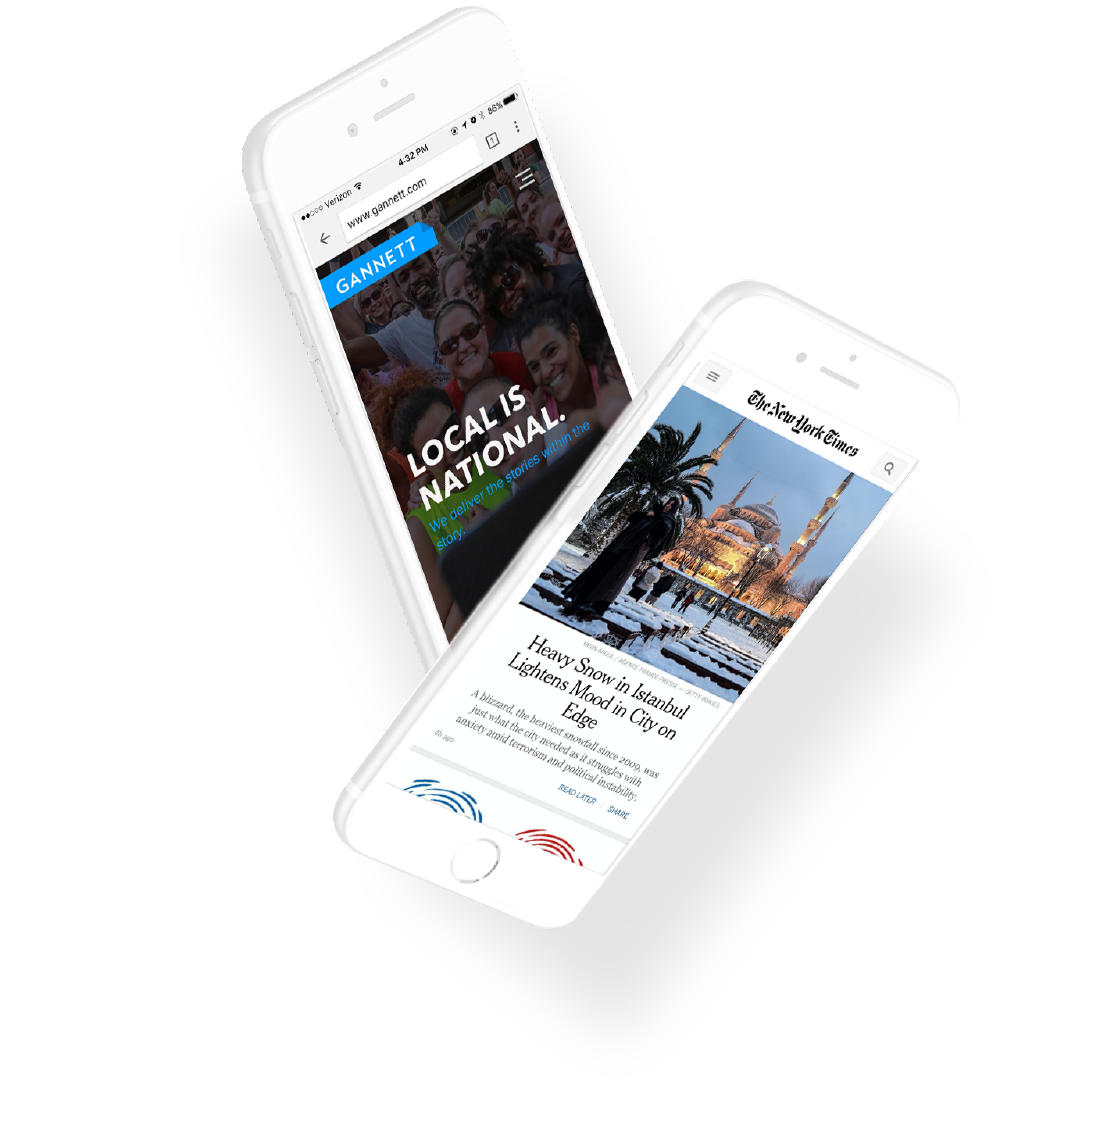 Verizon
4:32 PM
86%
www.gannett.com
1
GANNETT
LOCAL IS
NATIONAL.
We deliver the stories within the
story.
The New York Times
YASIN AKGUL / AGENCE FRANCE-PRESSE — GETTY IMAGES
Heavy Snow in Istanbul
Lightens Mood in City on
Edge
A blizzard, the heaviest snowfall since 2009, was
just what the city needed as it struggles with
anxiety amid terrorism and political instability.
4h ago
READ LATER
SHARE